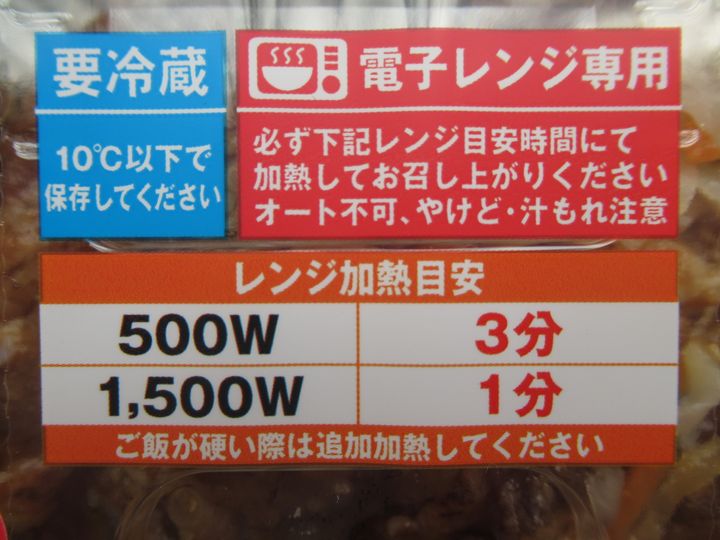 要冷蔵
10℃以下で
保存してください
電子レンジ専用
必ず下記レンジ目安時間にて
加熱してお召し上がりください
オート不可、やけど・汁もれ注意
レンジ加熱目安
500W 3分
1,500W 1分
ご飯が硬い際は追加加熱してください